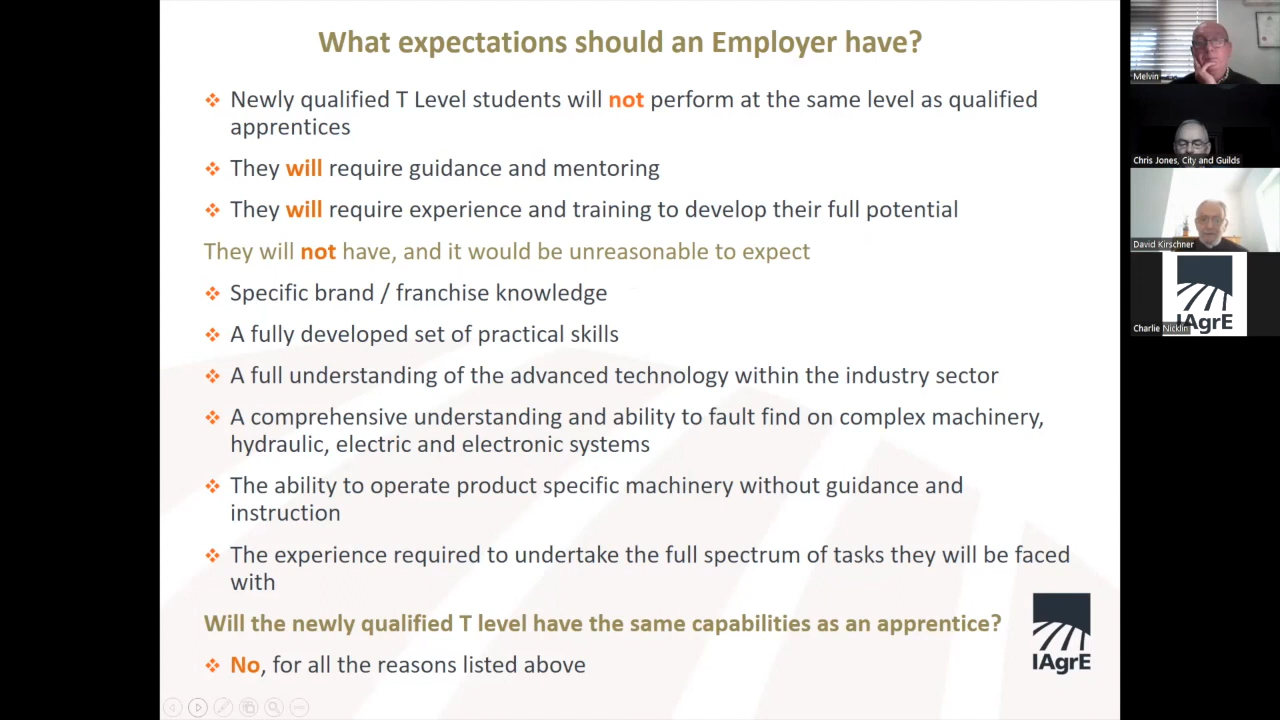 What expectations should an Employer have?
Newly qualified T Level students will not perform at the same level as qualified
apprentices
They will require guidance and mentoring
They will require experience and training to develop their full potential
They will not have, and it would be unreasonable to expect
Specific brand / franchise knowledge
A fully developed set of practical skills
A full understanding of the advanced technology within the industry sector
A comprehensive understanding and ability to fault find on complex machinery,
hydraulic, electric and electronic systems
The ability to operate product specific machinery without guidance and
instruction
The experience required to undertake the full spectrum of tasks they will be faced
with
Will the newly qualified T level have the same capabilities as an apprentice?
No, for all the reasons listed above
IAgrE
Melvin
Chris Jones, City and Guilds
David Kirschner
IAgrE
Charlie Nicklin